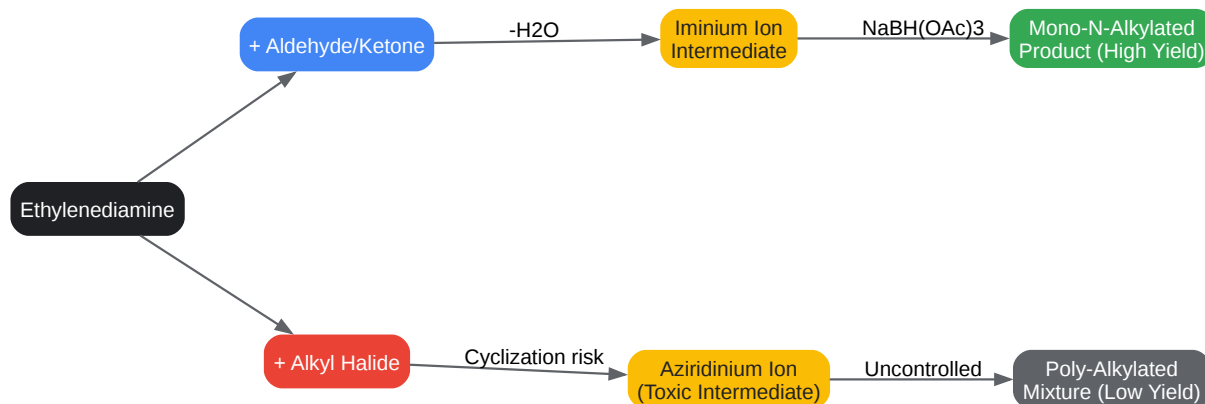 + Aldehyde/Ketone
-H2O
Iminium Ion
Intermediate
NaBH(OAc)3
Mono-N-Alkylated
Product (High Yield)
Ethylenediamine
+ Alkyl Halide
Cyclization risk
Aziridinium Ion
(Toxic Intermediate)
Uncontrolled
Poly-Alkylated
Mixture (Low Yield)